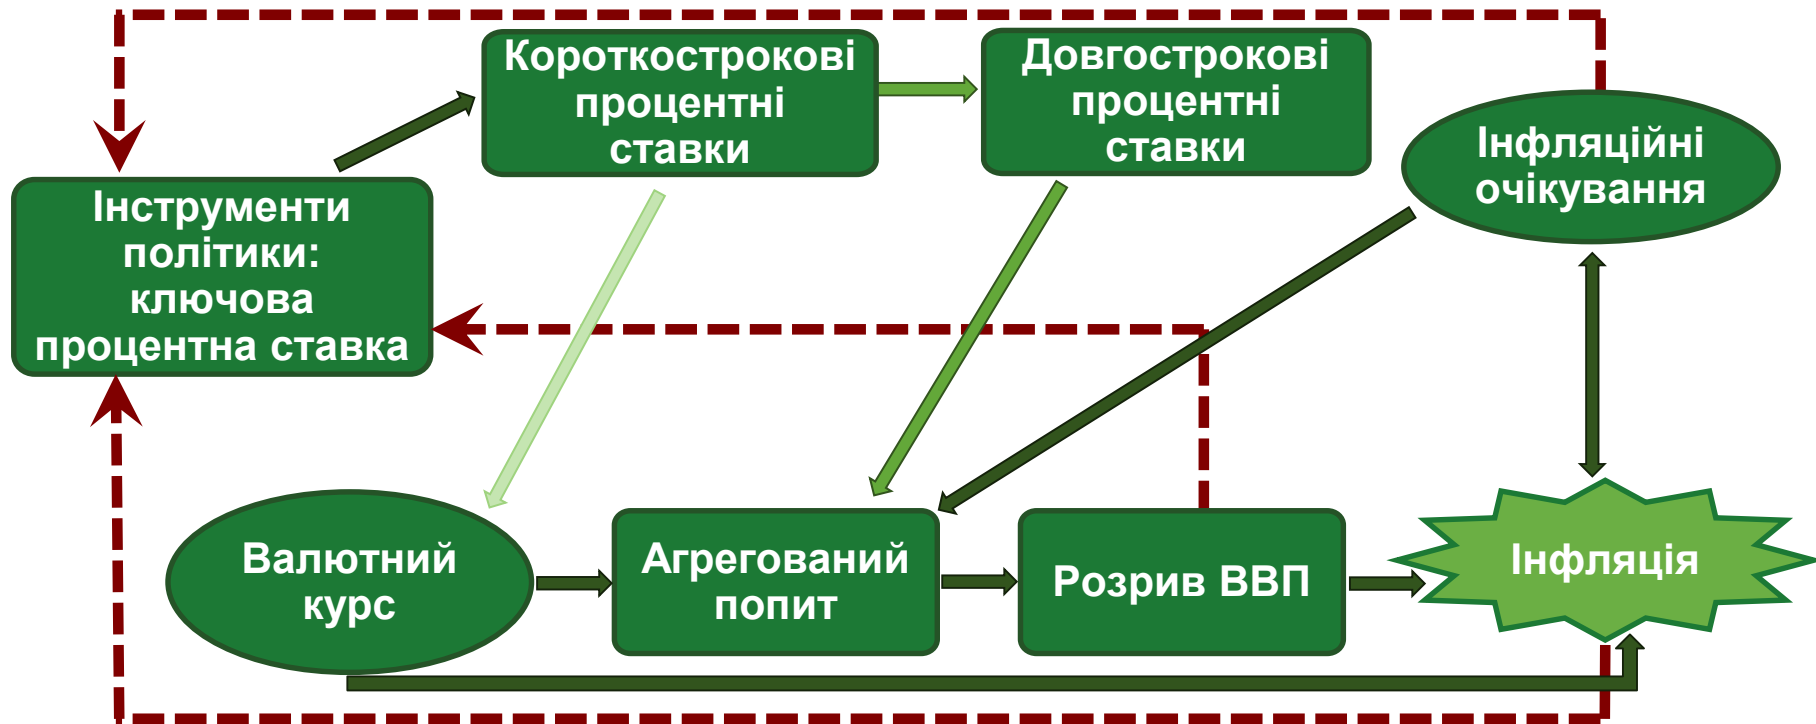 Короткострокові
процентні
ставки
Довгострокові
процентні
ставки
Інфляційні
очікування
Інструменти
політики:
ключова
процентна ставка
Валютний
курс
Агрегований
попит
Розрив ВВП
Інфляція